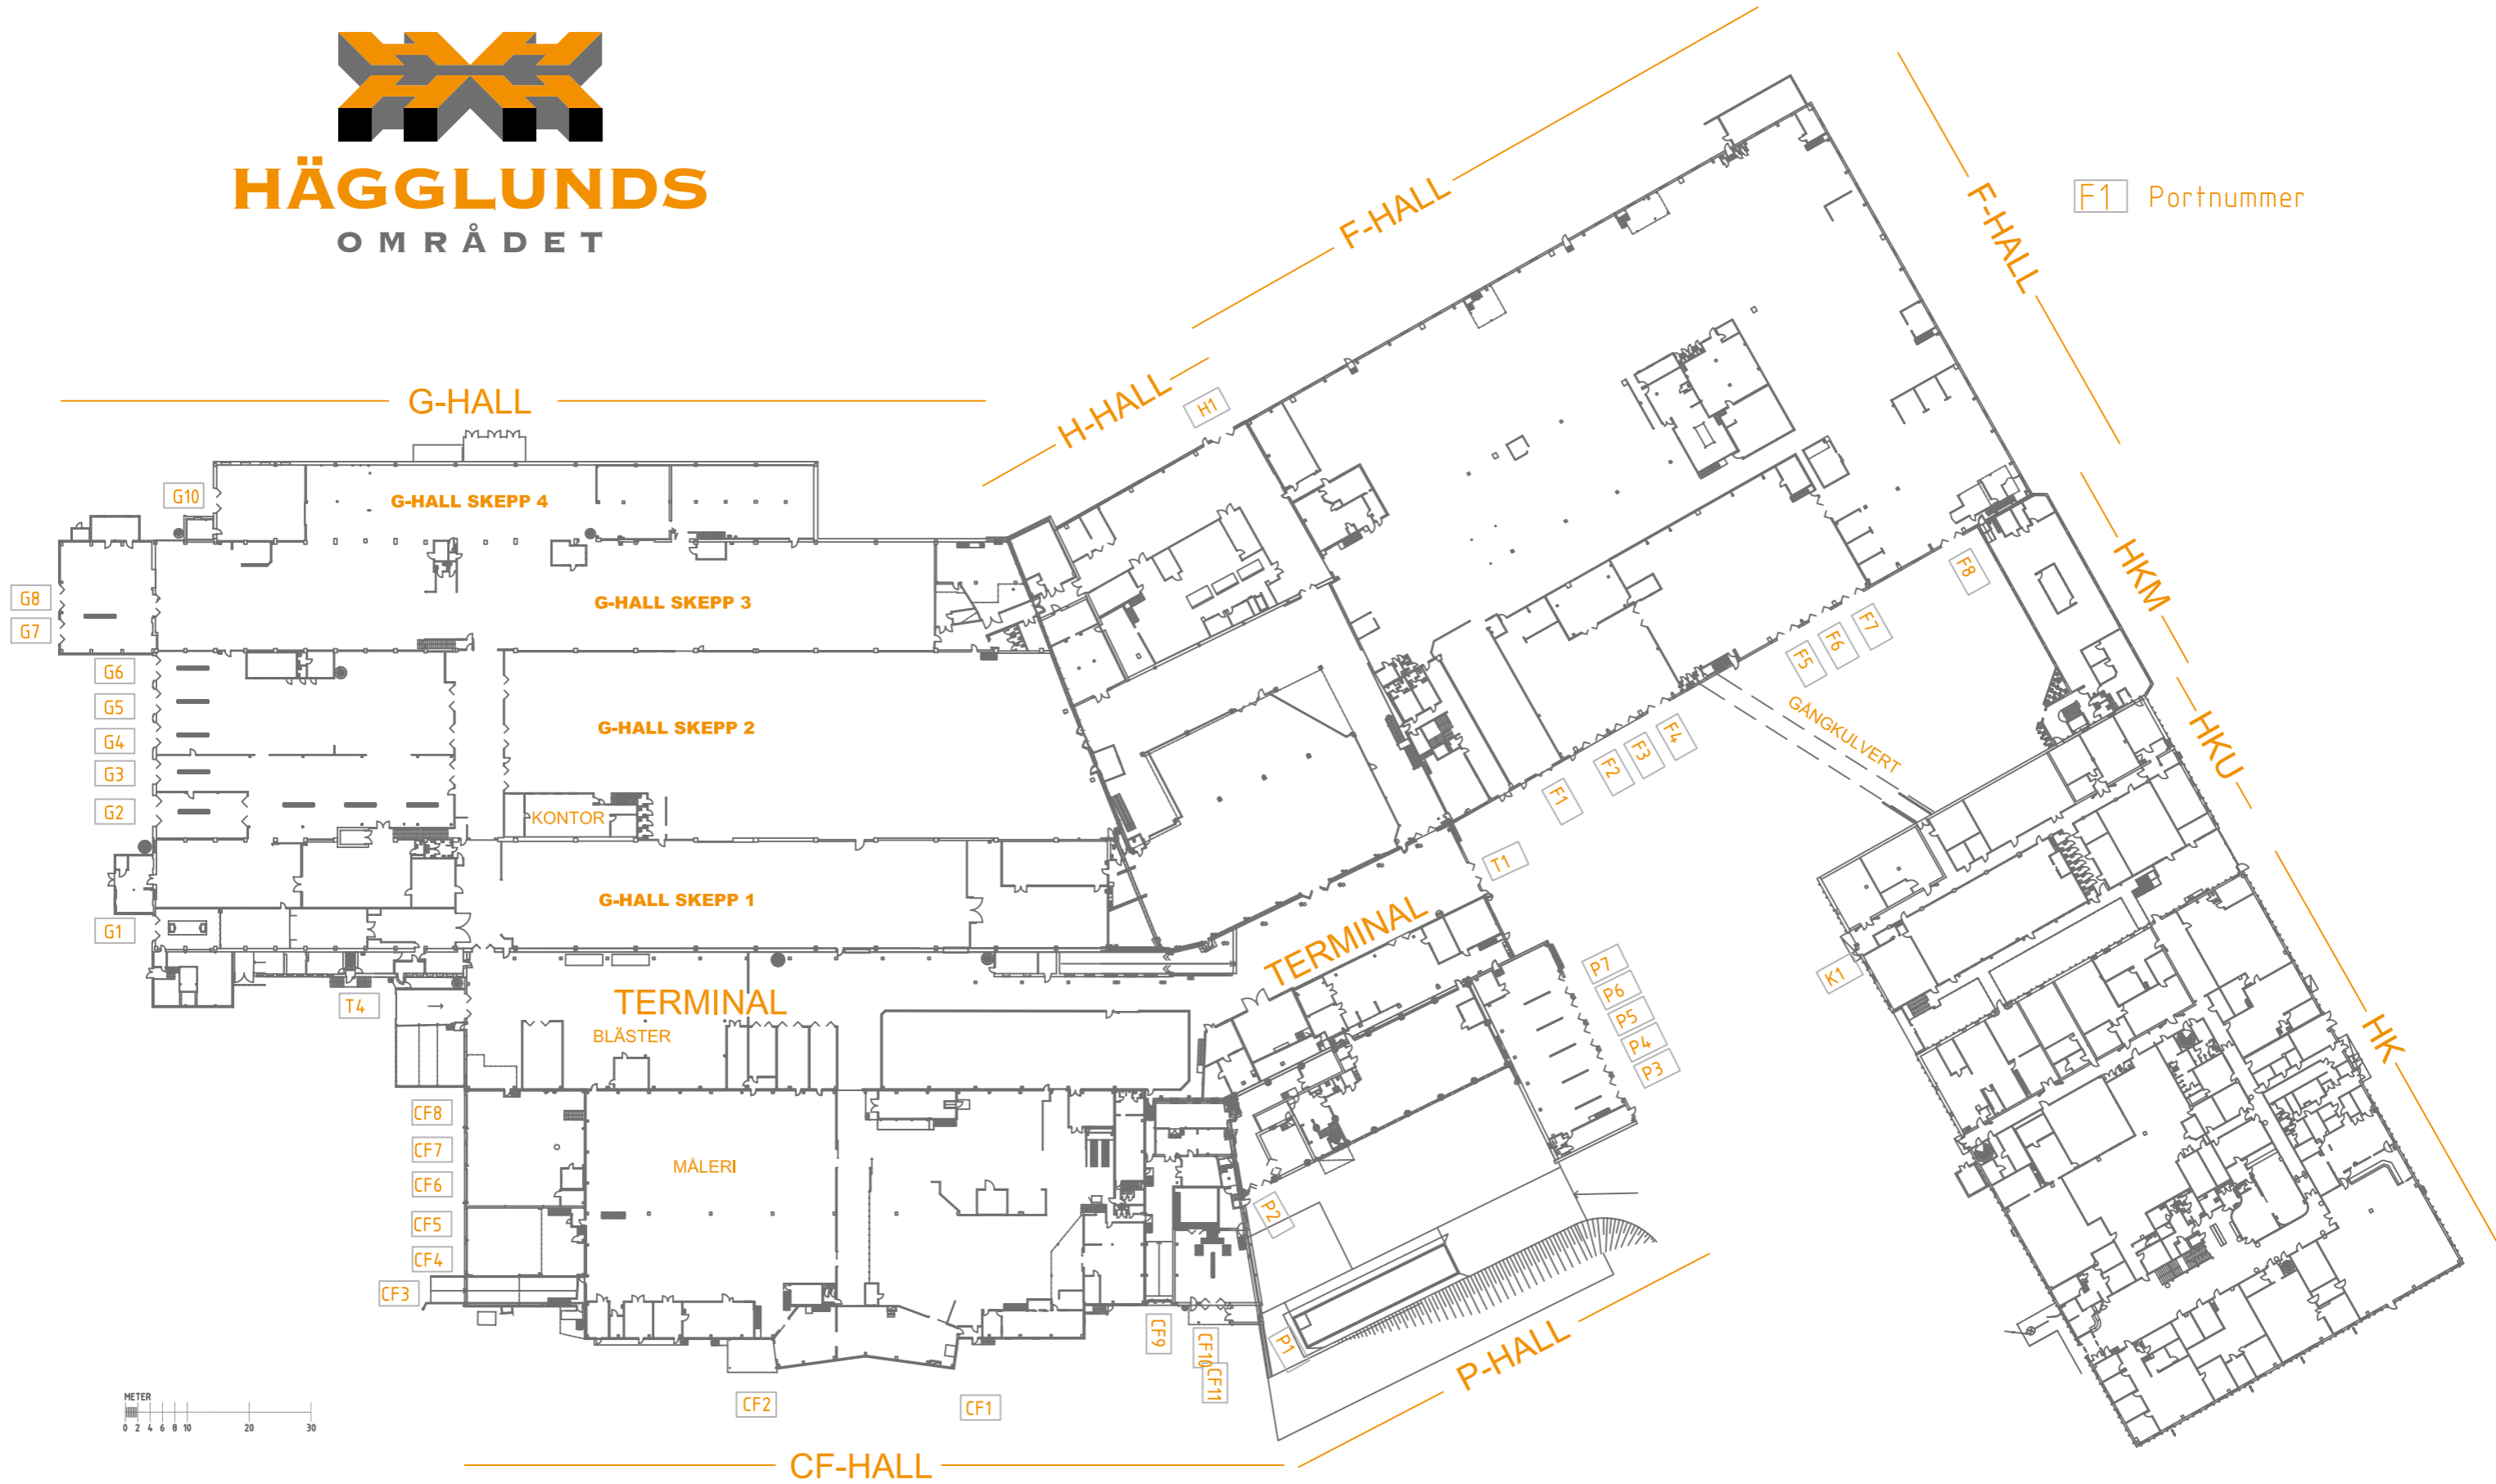 HÄGGLUNDS
OMRÅDET
F1 Portnummer
F-HALL
F-HALL
H-HALL
H1
G-HALL
G10
G-HALL SKEPP 4
G8
G7
G-HALL SKEPP 3
G6
G5
G4
G3
G2
G-HALL SKEPP 2
KONTOR
G-HALL SKEPP 1
G1
T4
TERMINAL
BLÄSTER
MÅLERI
CF8
CF7
CF6
CF5
CF4
CF3
CF2
CF1
CF9
CF10
CF11
CF-HALL
P1
P2
P-HALL
TERMINAL
T1
P7
P6
P5
P4
P3
F1
F2
F3
F4
F5
F6
F7
F8
GÅNGKULVERT
K1
HKM
HKU
HK
METER
0 2 4 6 8 10 20 30